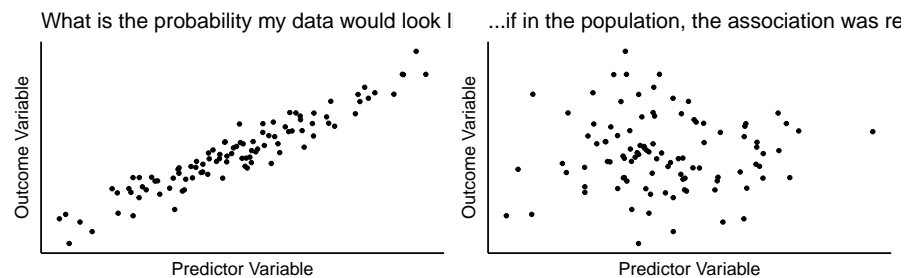 What is the probability my data would look l
Outcome Variable
Predictor Variable
...if in the population, the association was re
Outcome Variable
Predictor Variable